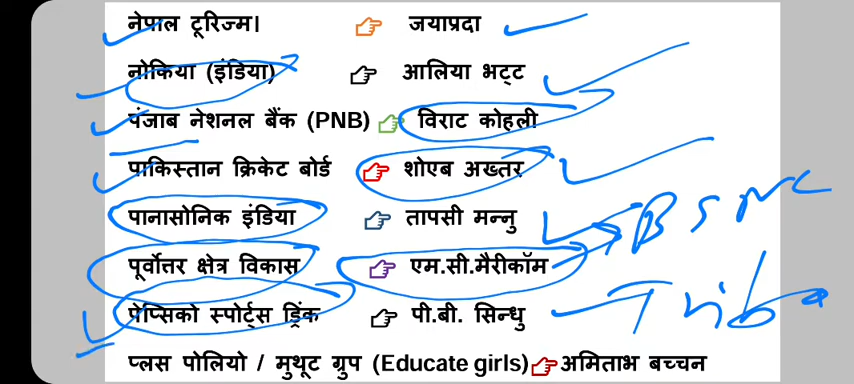 नेपाल टूरिज्म। जयाप्रदा
नोकिया (इंडिया) आलिया भट्ट
पंजाब नेशनल बैंक (PNB) विराट कोहली
पाकिस्तान क्रिकेट बोर्ड शोएब अख्तर
पानासोनिक इंडिया तापसी मन्नु
पूर्वोत्तर क्षेत्र विकास एम.सी.मैरीकॉम
पेप्सिको स्पोर्ट्स ड्रिंक पी.बी. सिन्धु
प्लस पोलियो / मुथूट ग्रुप (Educate girls) अमिताभ बच्चन